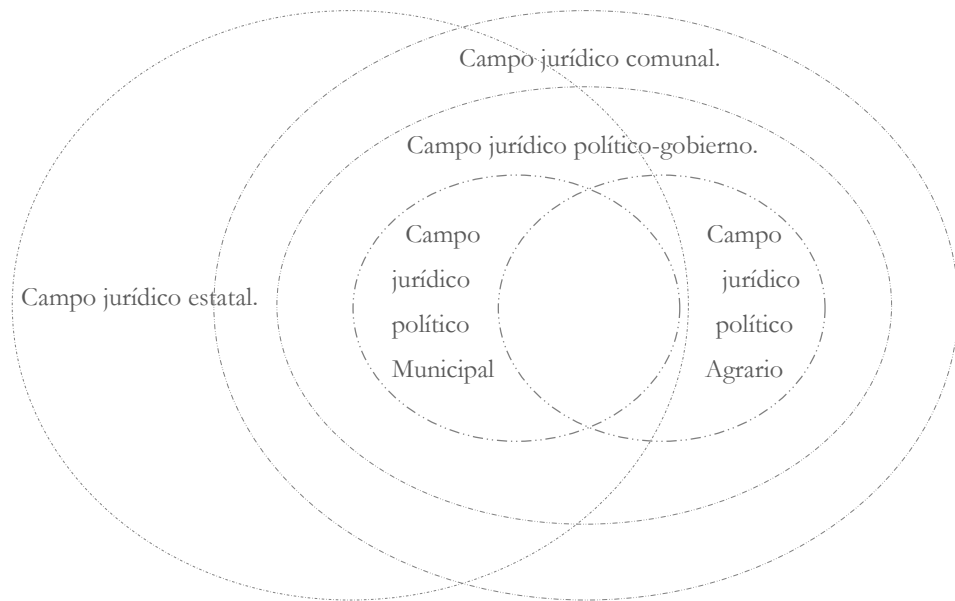 Campo jurídico comunal.
Campo jurídico político-gobierno.
Campo
jurídico
político
Municipal
Campo
jurídico
político
Agrario
Campo jurídico estatal.